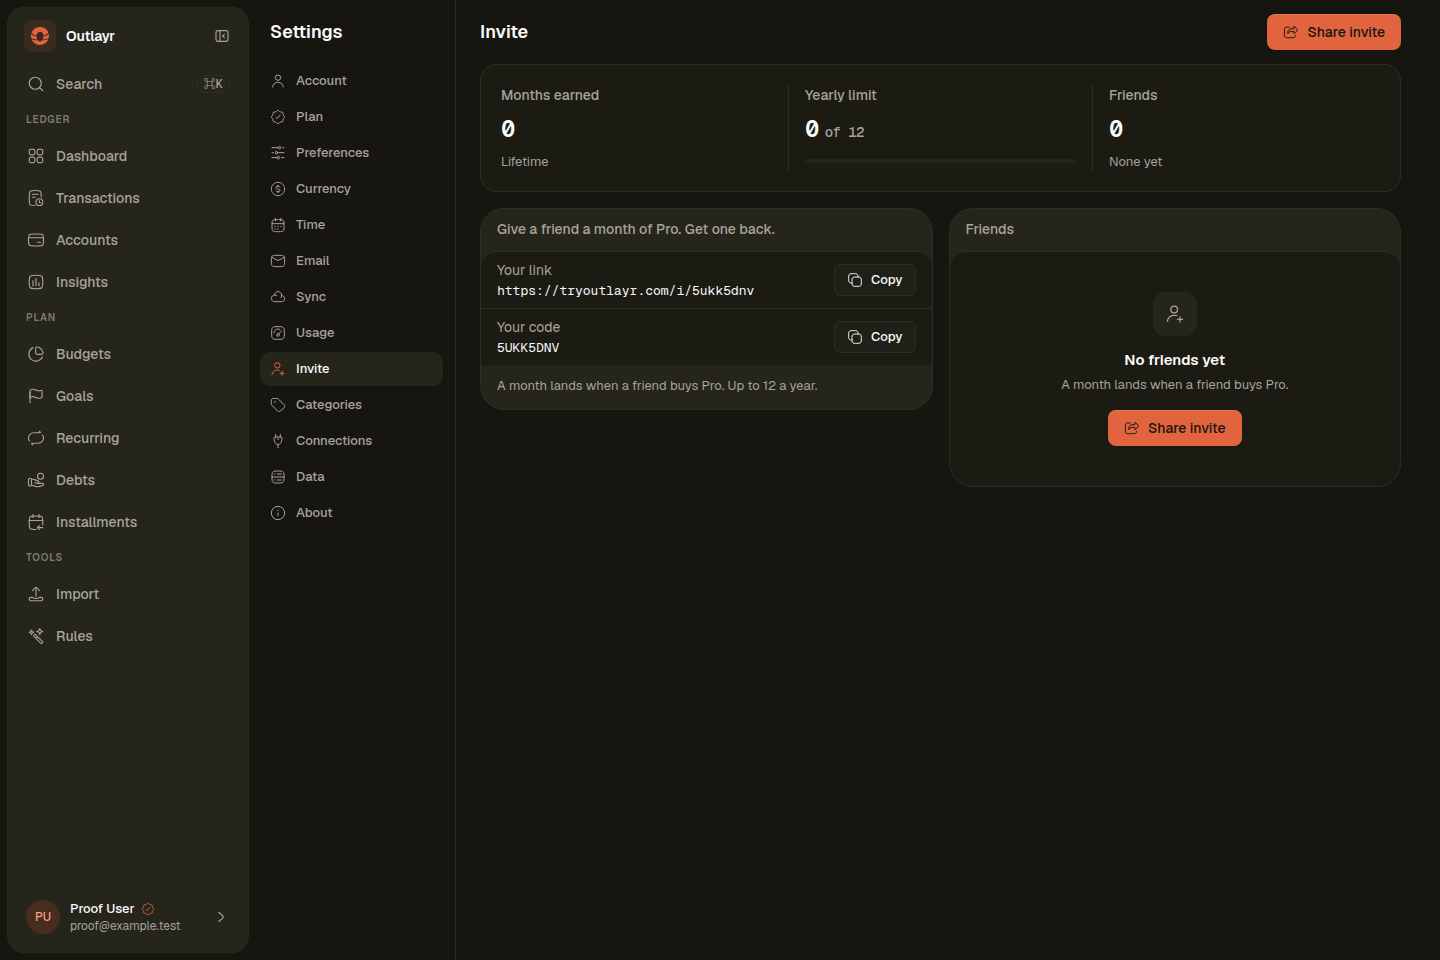 Outlayr
Search ⌘K
LEDGER
Dashboard
Transactions
Accounts
Insights
PLAN
Budgets
Goals
Recurring
Debts
Installments
TOOLS
Import
Rules
PU
Proof User
proof@example.test
Settings
Account
Plan
Preferences
Currency
Time
Email
Sync
Usage
Invite
Categories
Connections
Data
About
Invite
Share invite
Months earned
0
Lifetime
Yearly limit
0 of 12
Friends
0
None yet
Give a friend a month of Pro. Get one back.
Your link
https://tryoutlayr.com/i/5ukk5dnv
Copy
Your code
5UKK5DNV
Copy
A month lands when a friend buys Pro. Up to 12 a year.
Friends
No friends yet
A month lands when a friend buys Pro.
Share invite